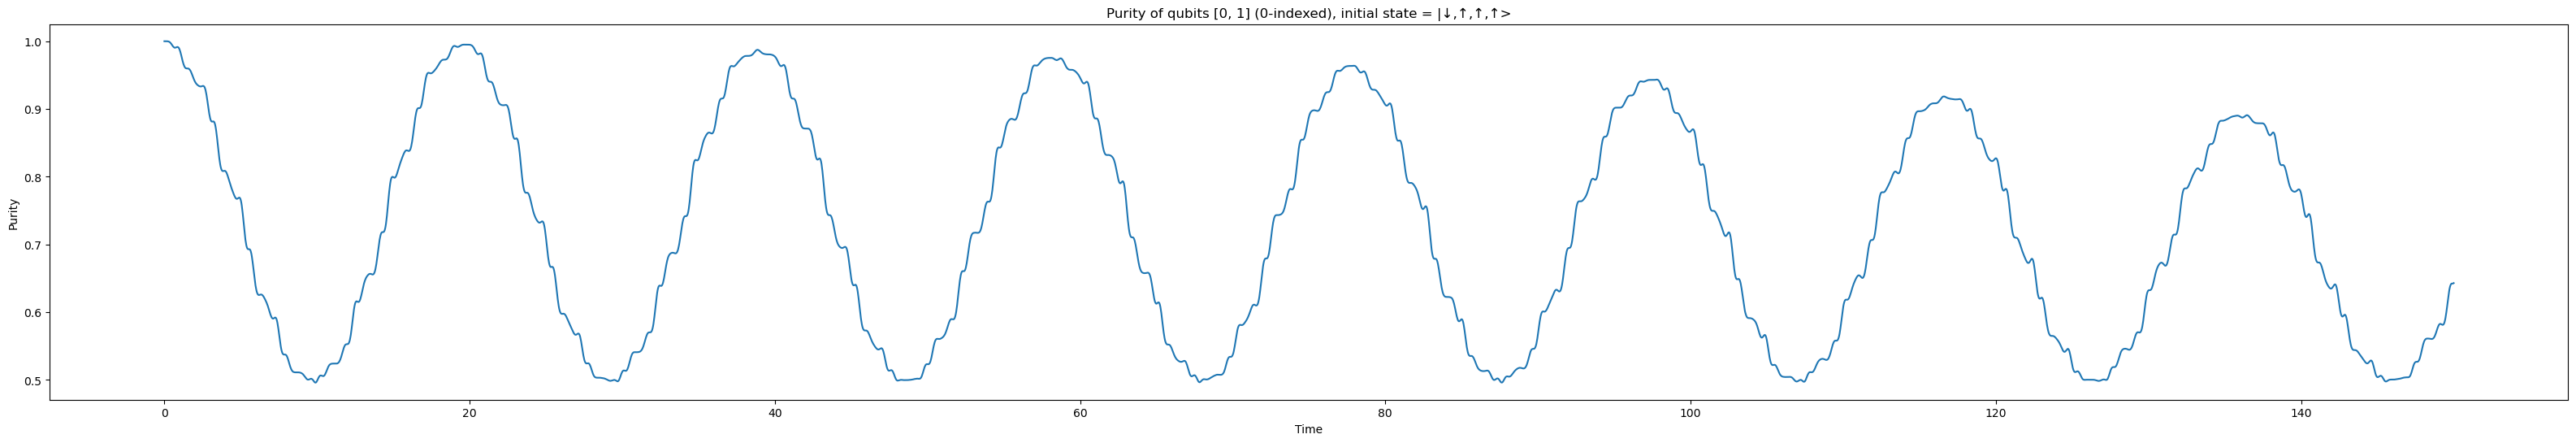 Purity of qubits [0, 1] (0-indexed), initial state = |↓,↑,↑,↑>
1.0
0.9
0.8
0.7
0.6
0.5
Purity
0 20 40 60 80 100 120 140
Time